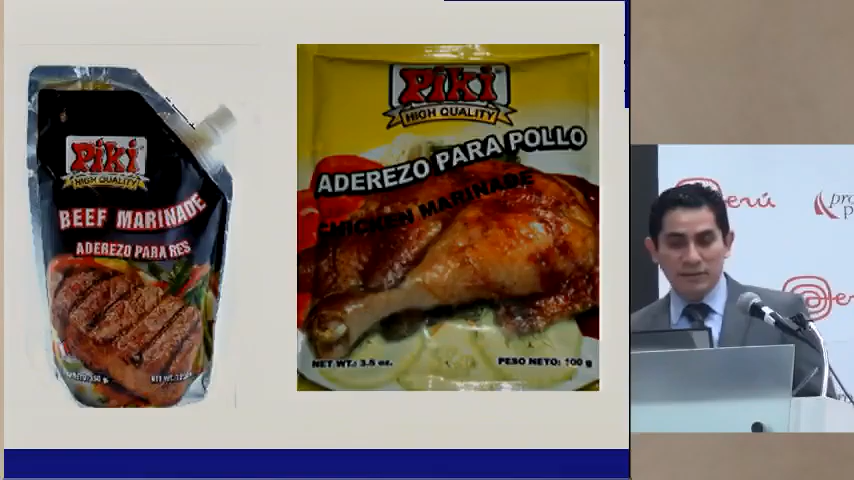 Piki
HIGH QUALITY
BEEF MARINADE
ADEREZO PARA RES
Piki
HIGH QUALITY
ADEREZO PARA POLLO
CHICKEN MARINADE
NET WT.: 3.5 oz.
PESO NETO: 100 g
Perú